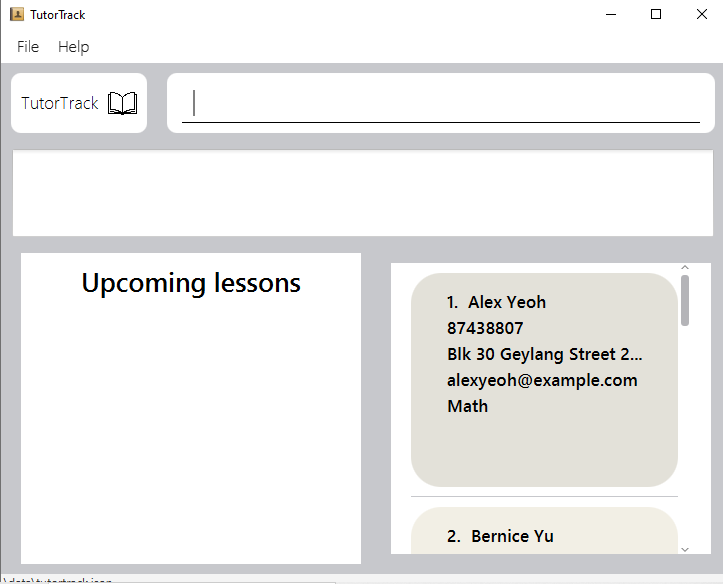 TutorTrack
File Help
TutorTrack
Upcoming lessons
1. Alex Yeoh
87438807
Blk 30 Geylang Street 2...
alexyeoh@example.com
Math
2. Bernice Yu